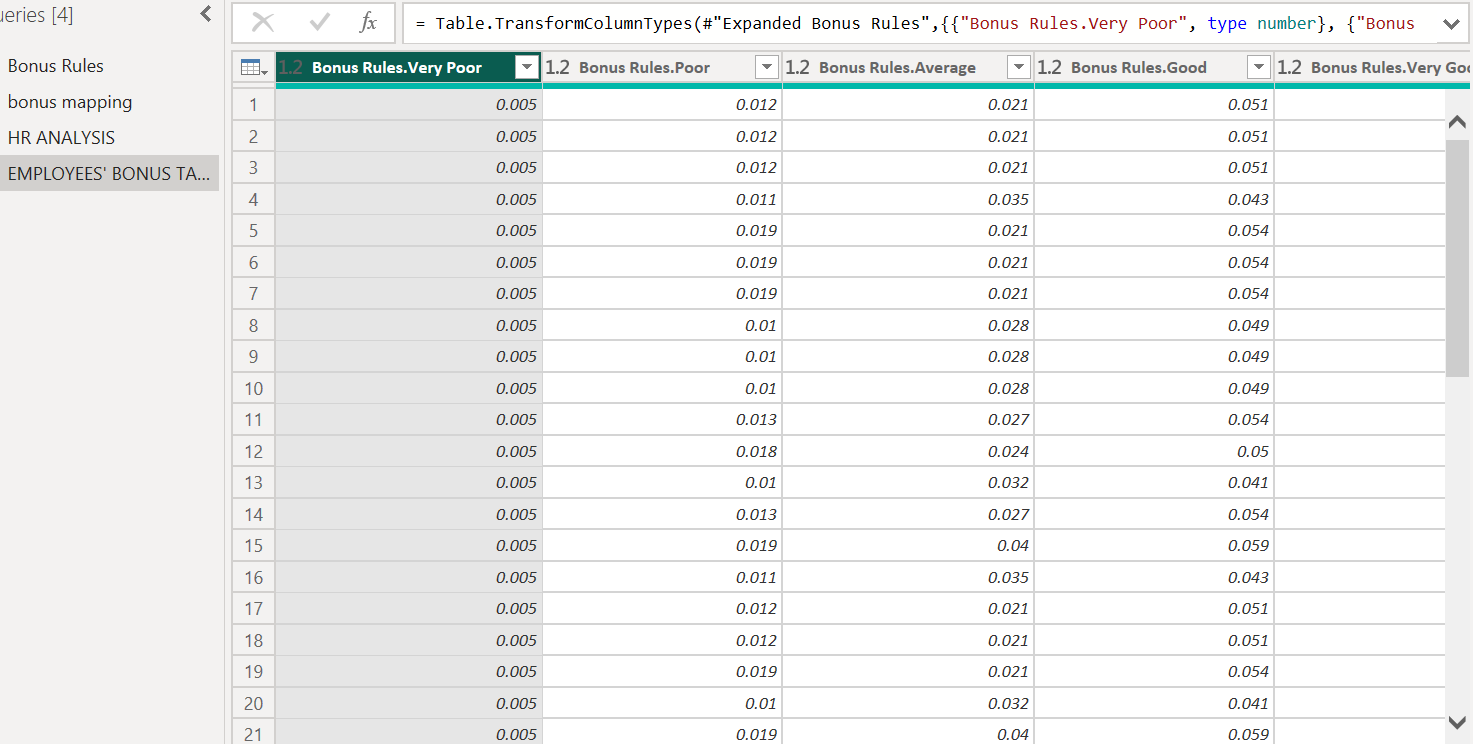 ueries [4]
Bonus Rules
bonus mapping
HR ANALYSIS
EMPLOYEES' BONUS TA...
fx = Table.TransformColumnTypes(#"Expanded Bonus Rules",{{"Bonus Rules.Very Poor", type number}, {"Bonus
1.2 Bonus Rules.Very Poor 1.2 Bonus Rules.Poor 1.2 Bonus Rules.Average 1.2 Bonus Rules.Good 1.2 Bonus Rules.Very Goo
1 0.005 0.012 0.021 0.051
2 0.005 0.012 0.021 0.051
3 0.005 0.012 0.021 0.051
4 0.005 0.011 0.035 0.043
5 0.005 0.019 0.021 0.054
6 0.005 0.019 0.021 0.054
7 0.005 0.019 0.021 0.054
8 0.005 0.01 0.028 0.049
9 0.005 0.01 0.028 0.049
10 0.005 0.01 0.028 0.049
11 0.005 0.013 0.027 0.054
12 0.005 0.018 0.024 0.05
13 0.005 0.01 0.032 0.041
14 0.005 0.013 0.027 0.054
15 0.005 0.019 0.04 0.059
16 0.005 0.011 0.035 0.043
17 0.005 0.012 0.021 0.051
18 0.005 0.012 0.021 0.051
19 0.005 0.019 0.021 0.054
20 0.005 0.01 0.032 0.041
21 0.005 0.019 0.04 0.059